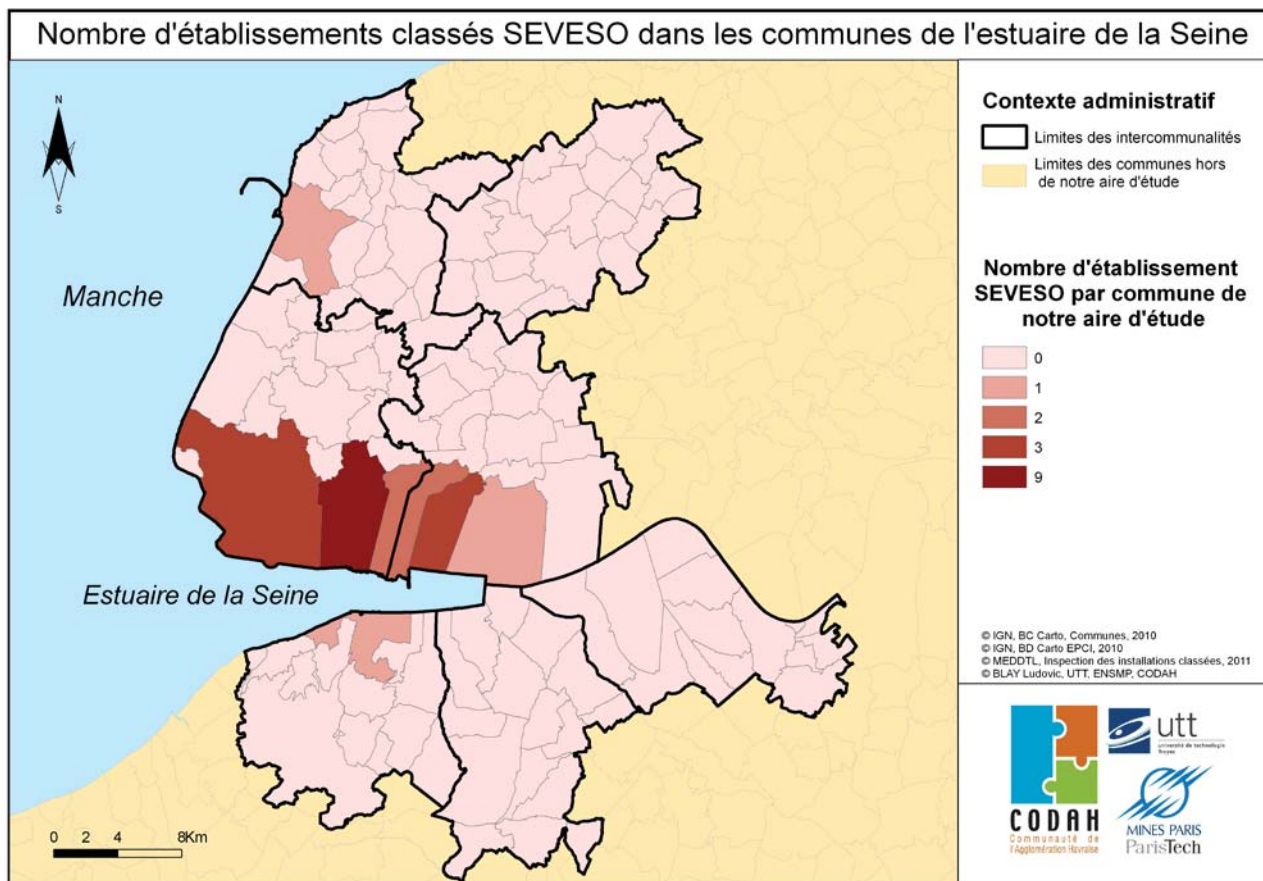 Nombre d'établissements classés SEVESO dans les communes de l'estuaire de la Seine
N
S
Manche
Estuaire de la Seine
0 2 4 8Km
Contexte administratif
Limites des intercommunalités
Limites des communes hors
de notre aire d'étude
Nombre d'établissement
SEVESO par commune de
notre aire d'étude
0
1
2
3
9
© IGN, BC Carto, Communes, 2010
© IGN, BD Carto EPCI, 2010
© MEDDTL, Inspection des installations classées, 2011
© BLAY Ludovic, UTT, ENSMP, CODAH
CODAH
Communauté de
l'Agglomération Havraise
utt
université de technologie
Troyes
MINES PARIS
ParisTech